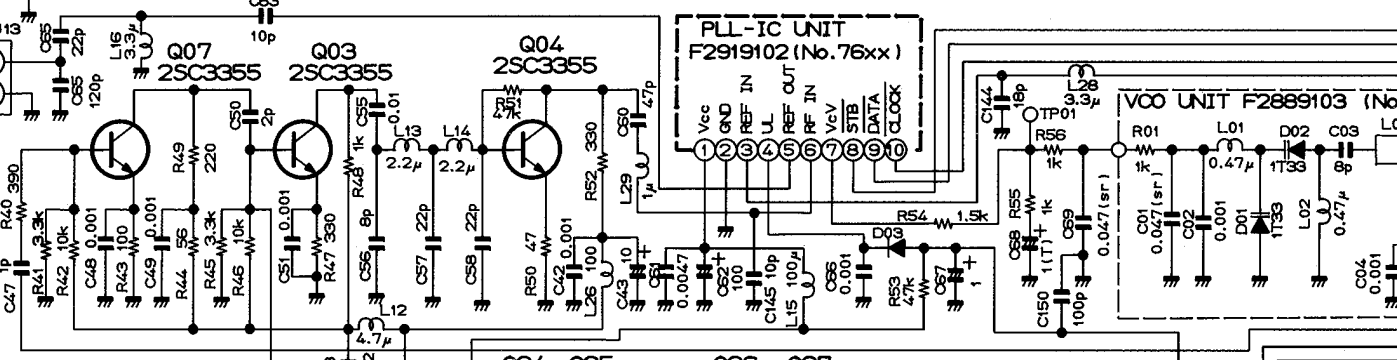 C63
10p
J13
C65
22p
L16
3.3μ
C65
120p
Q07
2SC3355
Q03
2SC3355
Q04
2SC3355
PLL-IC UNIT
F2919102(No.76xx)
Vcc
GND
REF IN
UL
REF OUT
RF IN
VcV
STB
DATA
CLOCK
1
2
3
4
5
6
7
8
9
10
C50
2p
C55
0.01
R51
47k
C60
47p
L13
2.2μ
L14
2.2μ
R49
220
R48
1k
R52
330
L29
1μ
C144
18p
L28
3.3μ
TP01
VCO UNIT F2889103 (No
R56
1k
R01
1k
L01
0.47μ
D02
1T33
C03
8p
R40
390
R41
3.3k
R42
10k
C48
0.001
R43
100
C49
0.001
R44
56
R45
3.3k
R46
10k
C51
0.001
R47
330
C56
8p
C57
22p
C58
22p
R50
47
C42
0.001
L26
100
C43
10
+
C61
0.0047
C62
100
+
C145
10p
L15
100μ
C66
0.001
D03
R54
1.5k
R53
47k
C67
1
+
R55
1k
C68
1(T)
+
C69
0.047(sr)
C150
100p
C01
0.047(sr)
C02
0.001
D01
1T33
L02
0.47μ
C04
0.001
C47
1p
L12
4.7μ